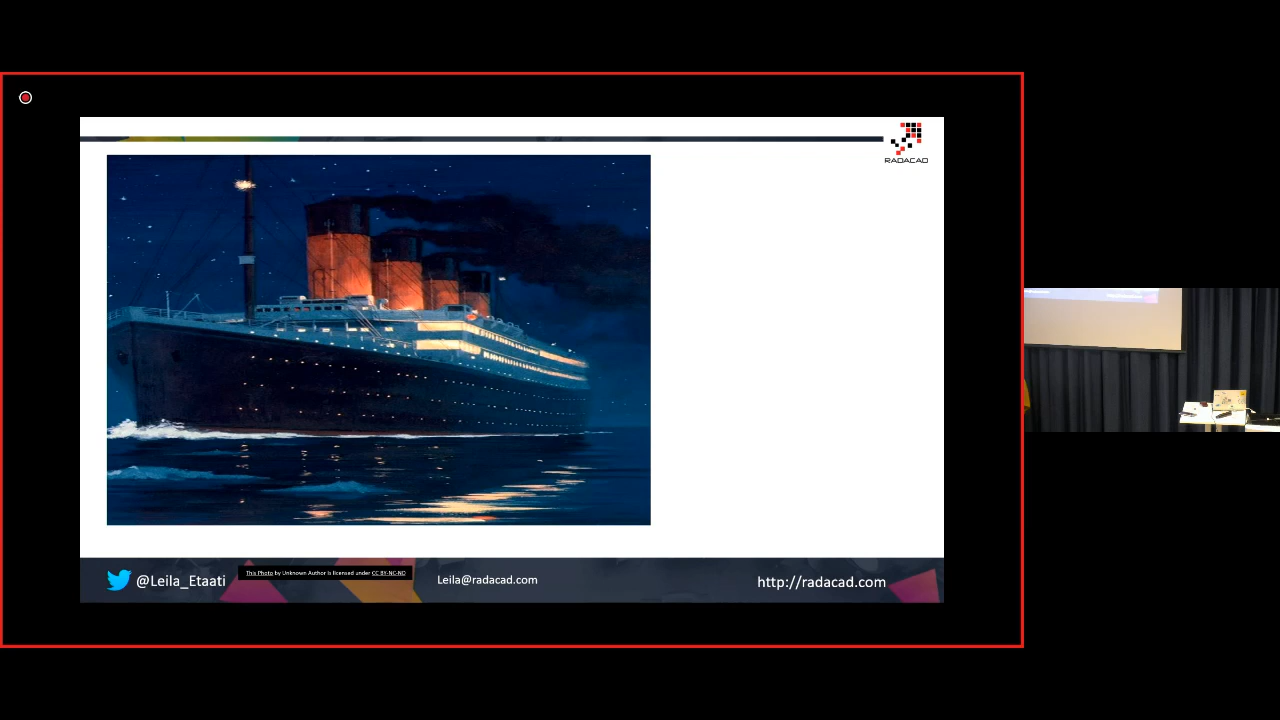 RADACAD
@Leila_Etaati
This Photo by Unknown Author is licensed under CC BY-NC-ND
Leila@radacad.com
http://radacad.com